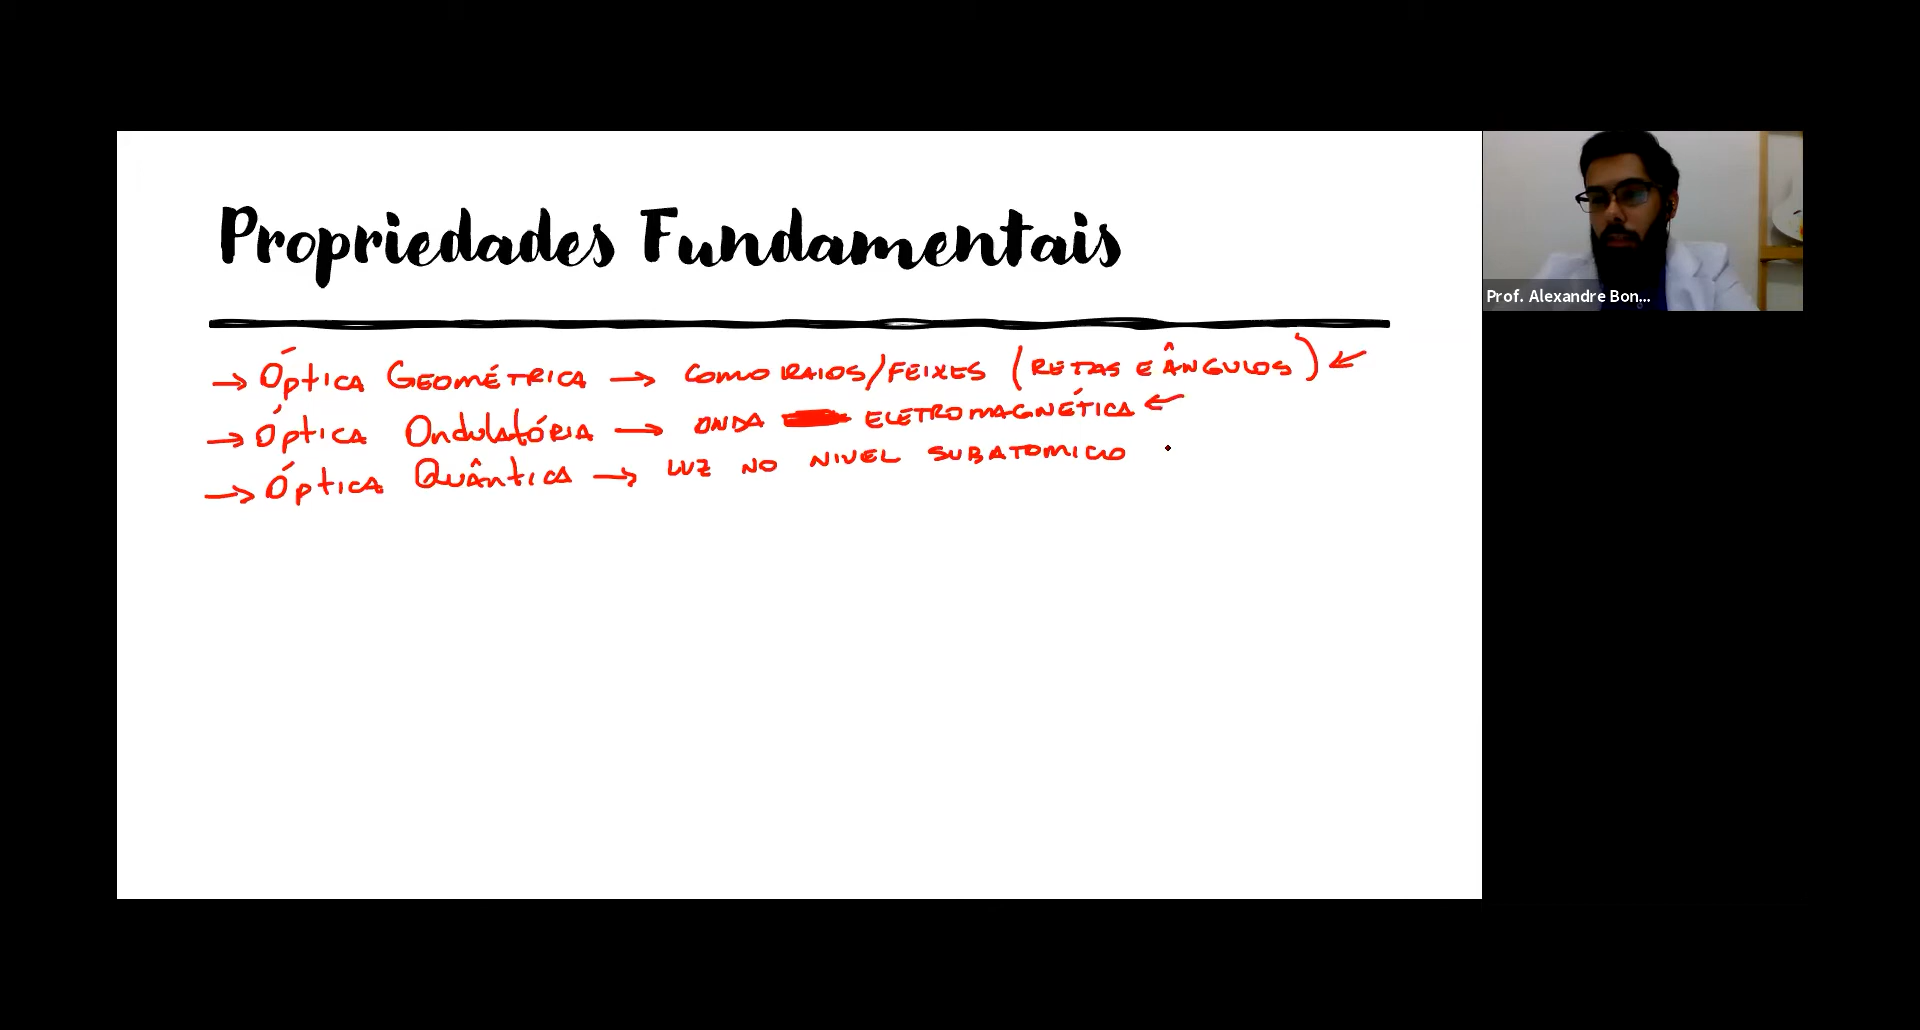 Propriedades Fundamentais
→ Óptica Geométrica → como raios/feixes (retas e ângulos) ←
→ Óptica Ondulatória → onda eletromagnética ←
→ Óptica Quântica → luz no nivel subatomico
Prof. Alexandre Bon...